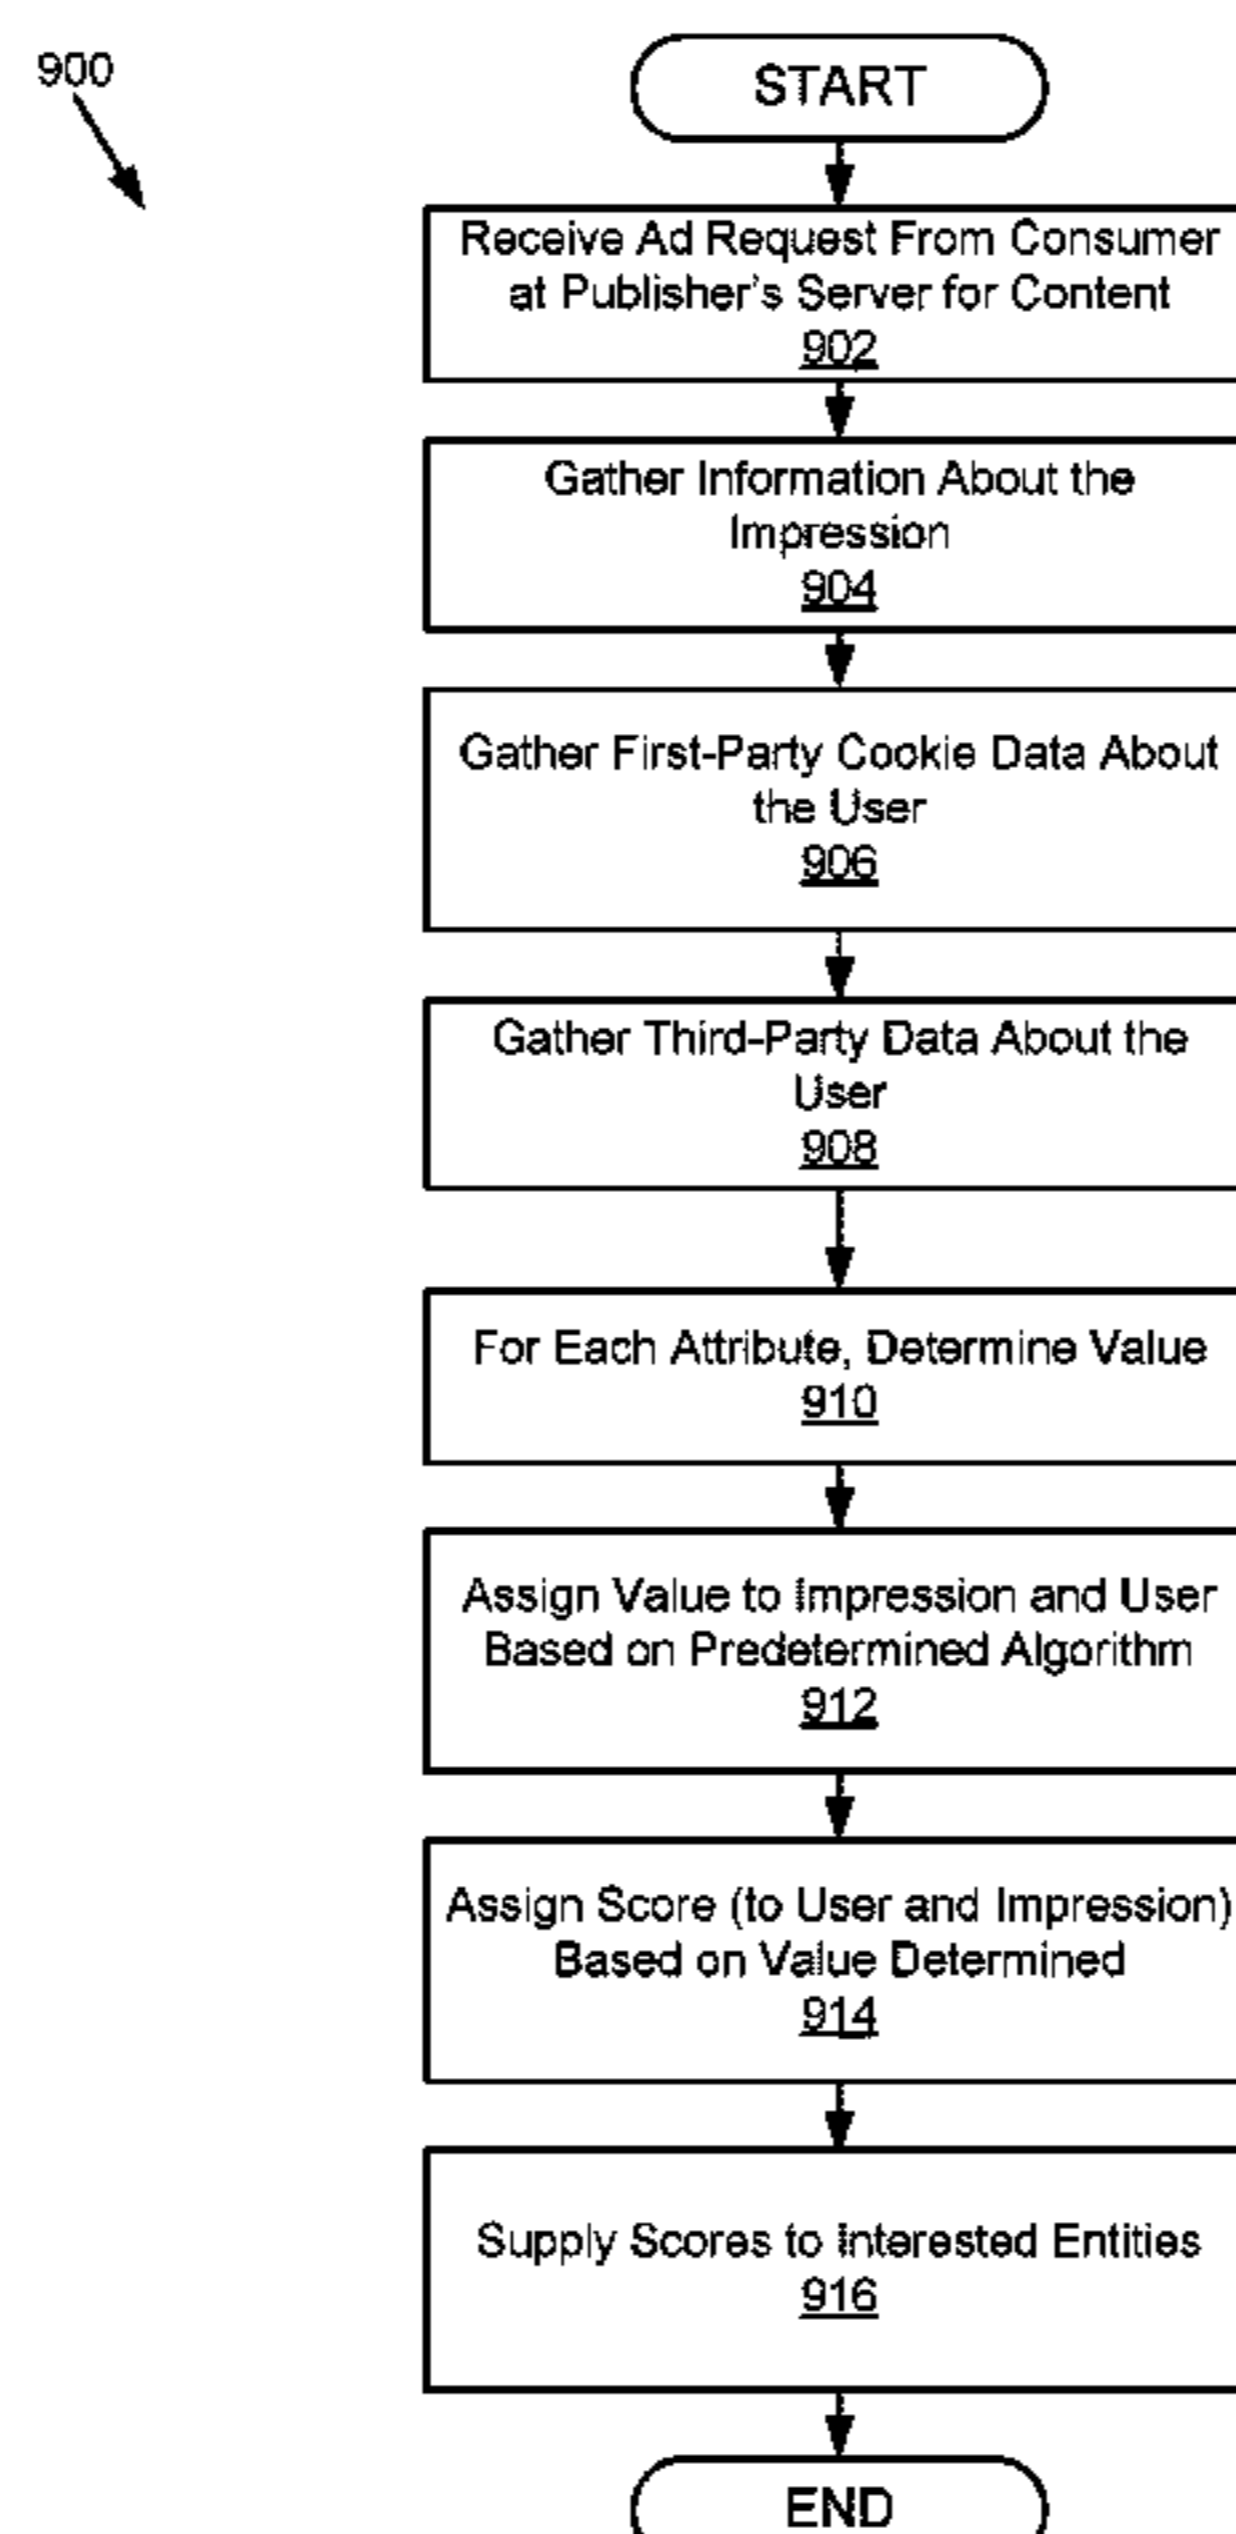 900
START
Receive Ad Request From Consumer
at Publisher's Server for Content
902
Gather Information About the
Impression
904
Gather First-Party Cookie Data About
the User
906
Gather Third-Party Data About the
User
908
For Each Attribute, Determine Value
910
Assign Value to Impression and User
Based on Predetermined Algorithm
912
Assign Score (to User and Impression)
Based on Value Determined
914
Supply Scores to Interested Entities
916
END